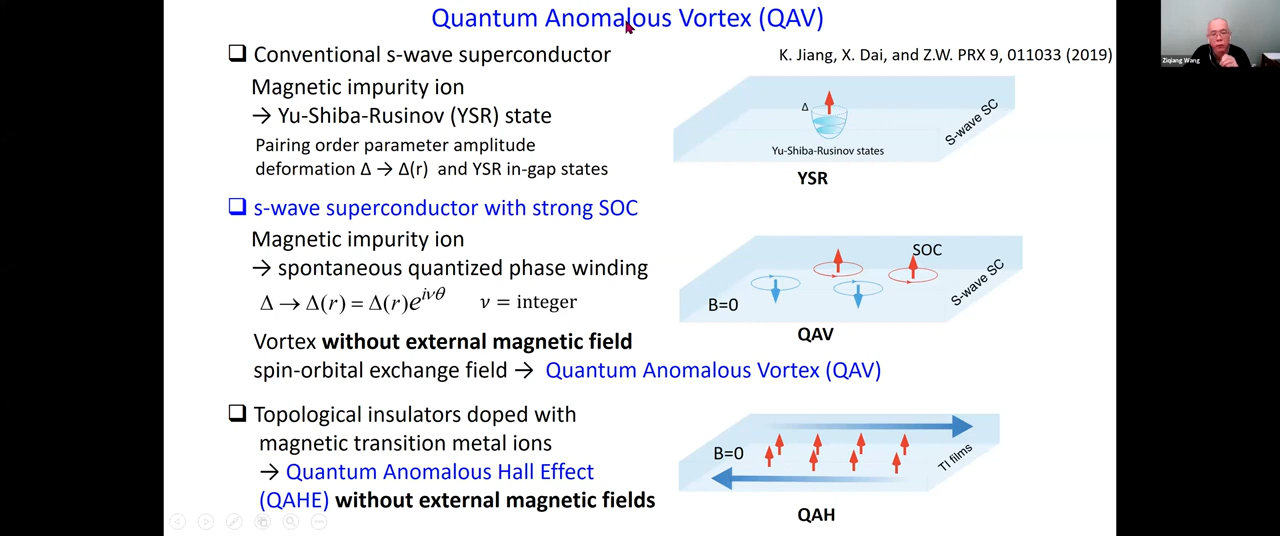 Quantum Anomalous Vortex (QAV)
Conventional s-wave superconductor
K. Jiang, X. Dai, and Z.W. PRX 9, 011033 (2019)
Magnetic impurity ion
→ Yu-Shiba-Rusinov (YSR) state
Pairing order parameter amplitude
deformation Δ → Δ(r) and YSR in-gap states
Δ
S-wave SC
Yu-Shiba-Rusinov states
YSR
s-wave superconductor with strong SOC
Magnetic impurity ion
→ spontaneous quantized phase winding
Δ → Δ(r) = Δ(r)e^{iνθ} ν = integer
Vortex without external magnetic field
spin-orbital exchange field → Quantum Anomalous Vortex (QAV)
SOC
S-wave SC
B=0
QAV
Topological insulators doped with
magnetic transition metal ions
→ Quantum Anomalous Hall Effect
(QAHE) without external magnetic fields
B=0
TI films
QAH
Ziqiang Wang